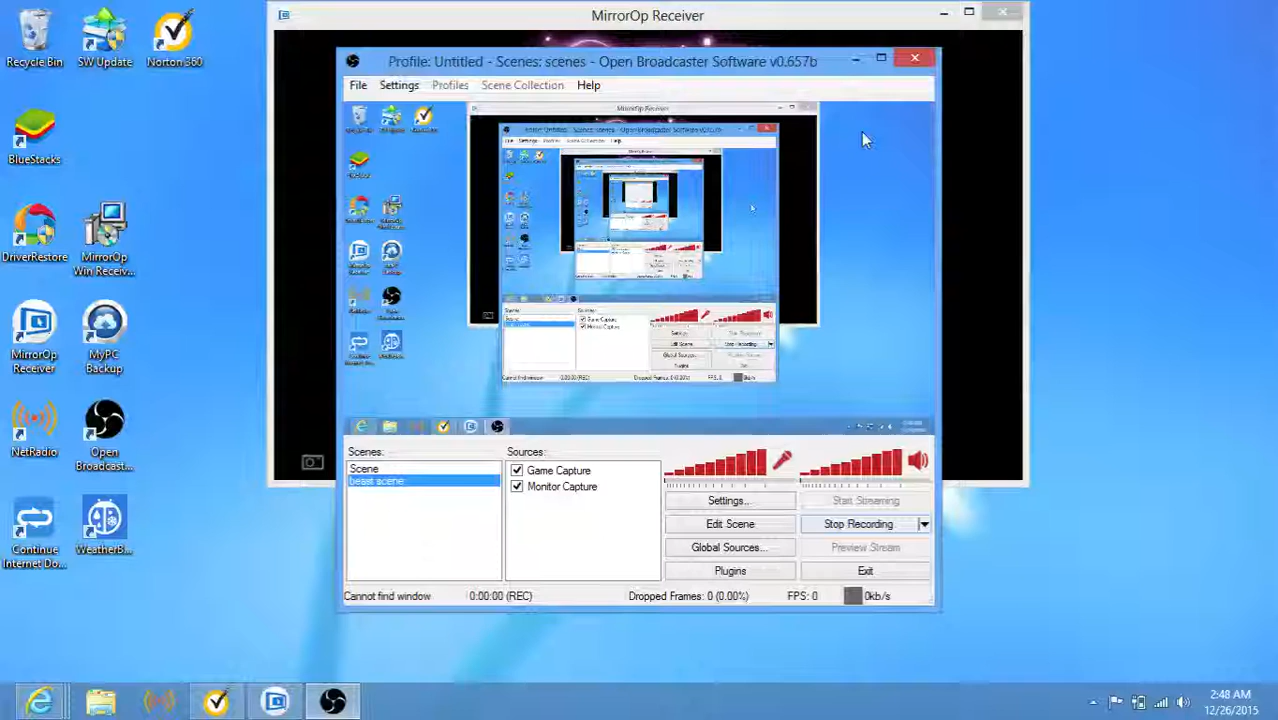 MirrorOp Receiver
Recycle Bin
SW Update
Norton 360
BlueStacks
DriverRestore
MirrorOp
Win Receiv...
MirrorOp
Receiver
MyPC
Backup
NetRadio
Open
Broadcast...
Continue
Internet Do...
WeatherB...
Profile: Untitled - Scenes: scenes - Open Broadcaster Software v0.657b
File Settings Profiles Scene Collection Help
MirrorOp Receiver
Scenes:
Scene
beast scene
Sources:
Game Capture
Monitor Capture
Settings...
Start Streaming
Edit Scene
Stop Recording
Global Sources...
Preview Stream
Plugins
Exit
Cannot find window
0:00:00 (REC)
Dropped Frames: 0 (0.00%)
FPS: 0
0kb/s
2:48 AM
12/26/2015